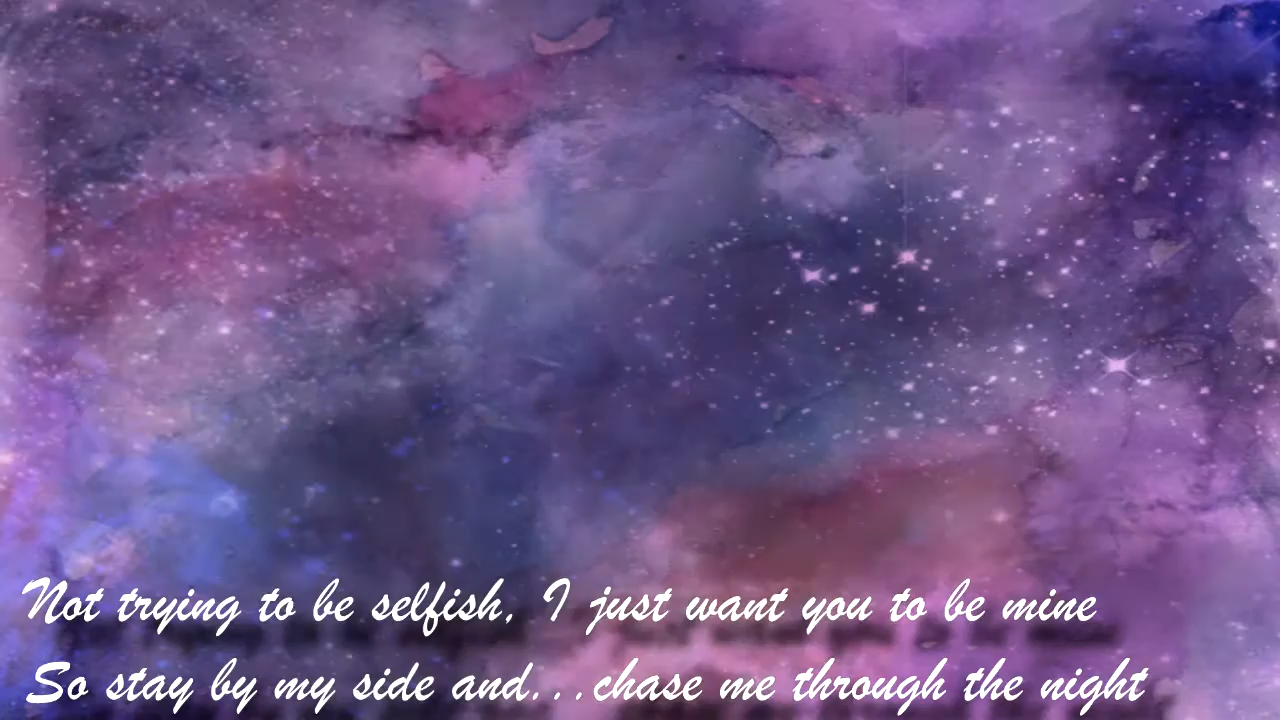 Not trying to be selfish, I just want you to be mine
So stay by my side and...chase me through the night